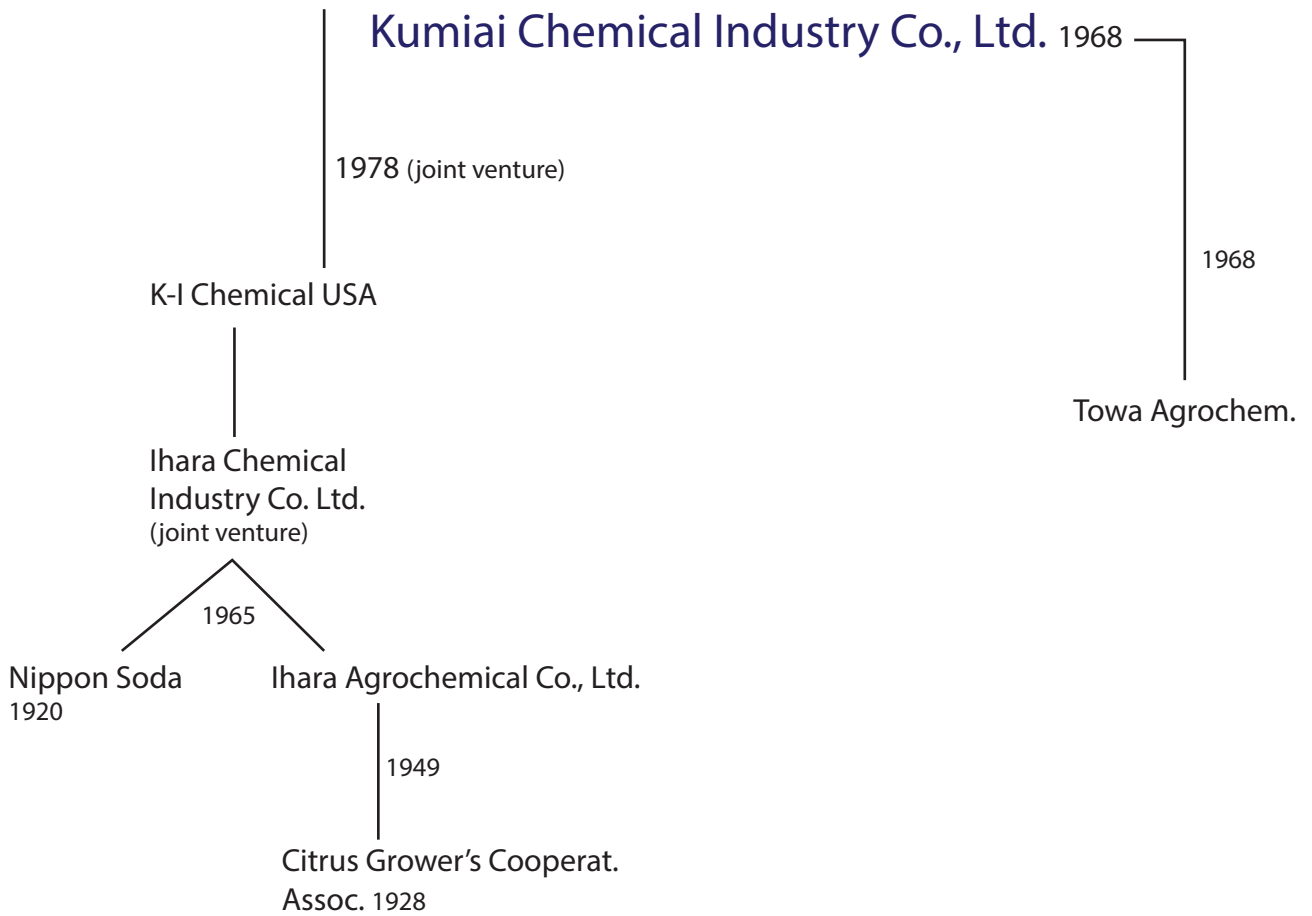 Kumiai Chemical Industry Co., Ltd. 1968
1978 (joint venture)
1968
K-I Chemical USA
Towa Agrochem.
Ihara Chemical
Industry Co. Ltd.
(joint venture)
1965
Nippon Soda
1920
Ihara Agrochemical Co., Ltd.
1949
Citrus Grower’s Cooperat.
Assoc. 1928